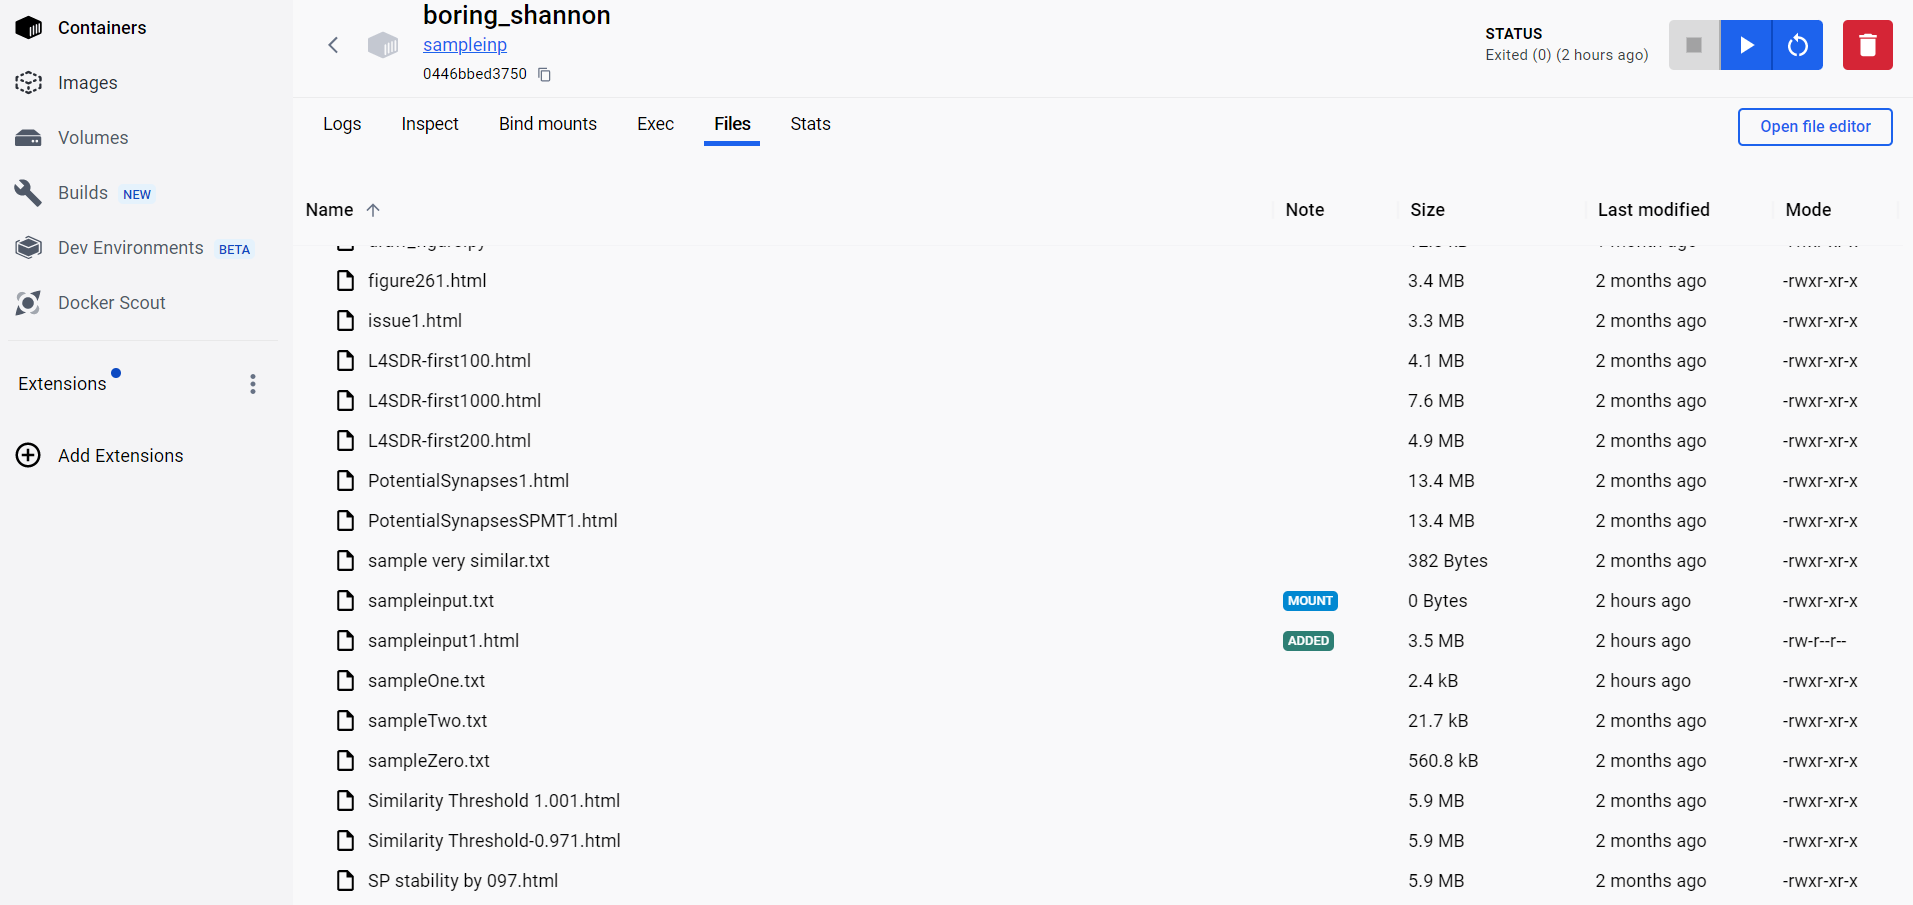 Containers
Images
Volumes
Builds NEW
Dev Environments BETA
Docker Scout
Extensions
Add Extensions
boring_shannon
sampleinp
0446bbed3750
STATUS
Exited (0) (2 hours ago)
Logs Inspect Bind mounts Exec Files Stats
Open file editor
Name Note Size Last modified Mode
figure261.html 3.4 MB 2 months ago -rwxr-xr-x
issue1.html 3.3 MB 2 months ago -rwxr-xr-x
L4SDR-first100.html 4.1 MB 2 months ago -rwxr-xr-x
L4SDR-first1000.html 7.6 MB 2 months ago -rwxr-xr-x
L4SDR-first200.html 4.9 MB 2 months ago -rwxr-xr-x
PotentialSynapses1.html 13.4 MB 2 months ago -rwxr-xr-x
PotentialSynapsesSPMT1.html 13.4 MB 2 months ago -rwxr-xr-x
sample very similar.txt 382 Bytes 2 months ago -rwxr-xr-x
sampleinput.txt MOUNT 0 Bytes 2 hours ago -rwxr-xr-x
sampleinput1.html ADDED 3.5 MB 2 hours ago -rw-r--r--
sampleOne.txt 2.4 kB 2 hours ago -rwxr-xr-x
sampleTwo.txt 21.7 kB 2 months ago -rwxr-xr-x
sampleZero.txt 560.8 kB 2 months ago -rwxr-xr-x
Similarity Threshold 1.001.html 5.9 MB 2 months ago -rwxr-xr-x
Similarity Threshold-0.971.html 5.9 MB 2 months ago -rwxr-xr-x
SP stability by 097.html 5.9 MB 2 months ago -rwxr-xr-x